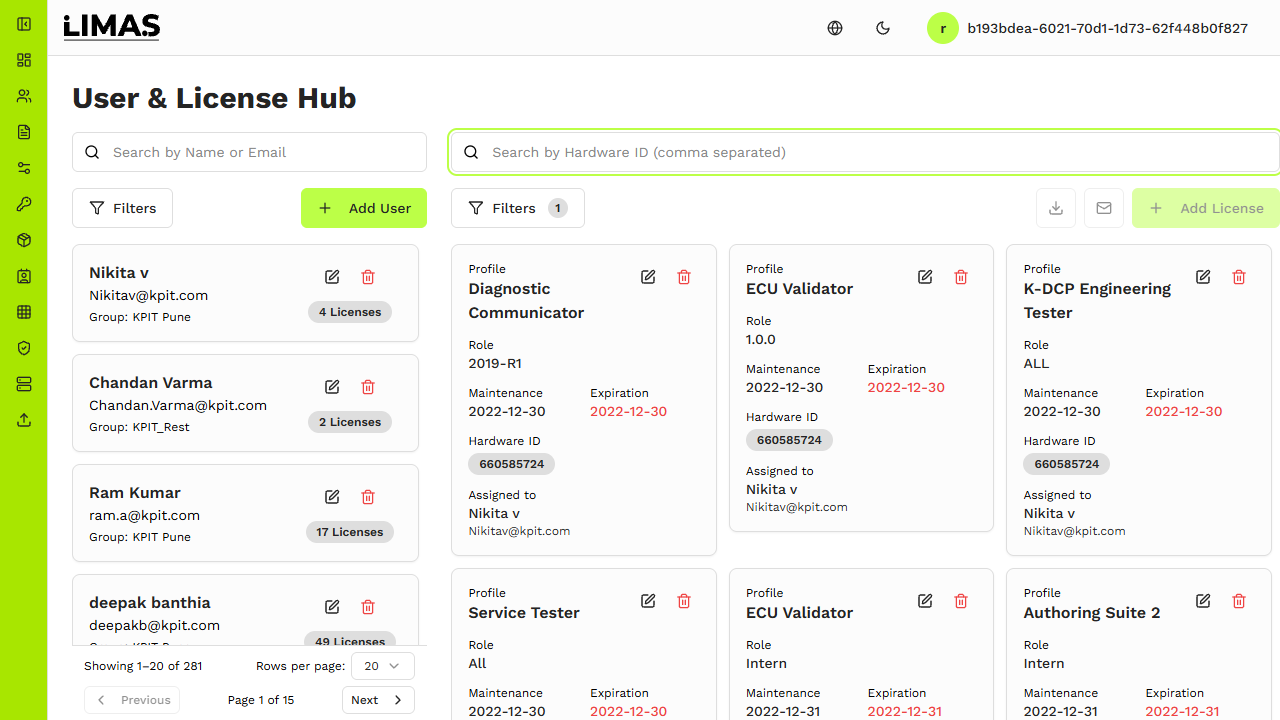 LIMAS
r
b193bdea-6021-70d1-1d73-62f448b0f827
User & License Hub
Search by Name or Email
Search by Hardware ID (comma separated)
Filters
Add User
Filters 1
Add License
Nikita v
Nikitav@kpit.com
Group: KPIT Pune
4 Licenses
Chandan Varma
Chandan.Varma@kpit.com
Group: KPIT_Rest
2 Licenses
Ram Kumar
ram.a@kpit.com
Group: KPIT Pune
17 Licenses
deepak banthia
deepakb@kpit.com
49 Licenses
Showing 1–20 of 281
Rows per page: 20
Previous
Page 1 of 15
Next
Profile
Diagnostic
Communicator
Role
2019-R1
Maintenance Expiration
2022-12-30 2022-12-30
Hardware ID
660585724
Assigned to
Nikita v
Nikitav@kpit.com
Profile
ECU Validator
Role
1.0.0
Maintenance Expiration
2022-12-30 2022-12-30
Hardware ID
660585724
Assigned to
Nikita v
Nikitav@kpit.com
Profile
K-DCP Engineering
Tester
Role
ALL
Maintenance Expiration
2022-12-30 2022-12-30
Hardware ID
660585724
Assigned to
Nikita v
Nikitav@kpit.com
Profile
Service Tester
Role
All
Maintenance Expiration
2022-12-30 2022-12-30
Profile
ECU Validator
Role
Intern
Maintenance Expiration
2022-12-31 2022-12-31
Profile
Authoring Suite 2
Role
Intern
Maintenance Expiration
2022-12-31 2022-12-31